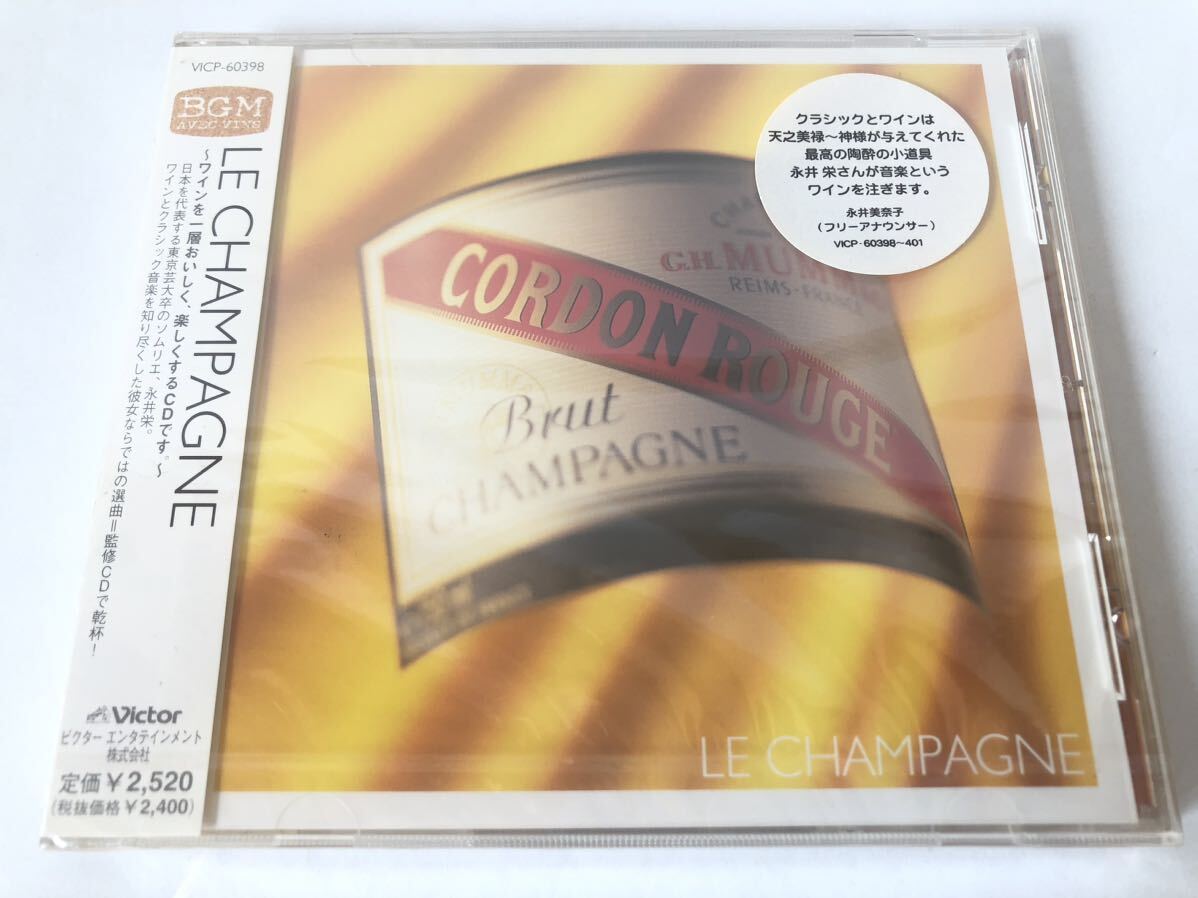 VICP-60398
BGM
AVEC VINS
LE CHAMPAGNE
〜ワインを一層おいしく、楽しくするCDです。〜
日本を代表する東京芸大卒のソムリエ、永井栄。
ワインとクラシック音楽を知り尽くした彼女ならではの選曲=監修CDで乾杯!
Victor
ビクター エンタテインメント
株式会社
定価¥2,520
(税抜価格¥2,400)
クラシックとワインは
天之美禄〜神様が与えてくれた
最高の陶酔の小道具
永井 栄さんが音楽という
ワインを注ぎます。
永井美奈子
(フリーアナウンサー)
VICP-60398〜401
G.H. MUMM
REIMS-FRANCE
CORDON ROUGE
Brut
CHAMPAGNE
LE CHAMPAGNE